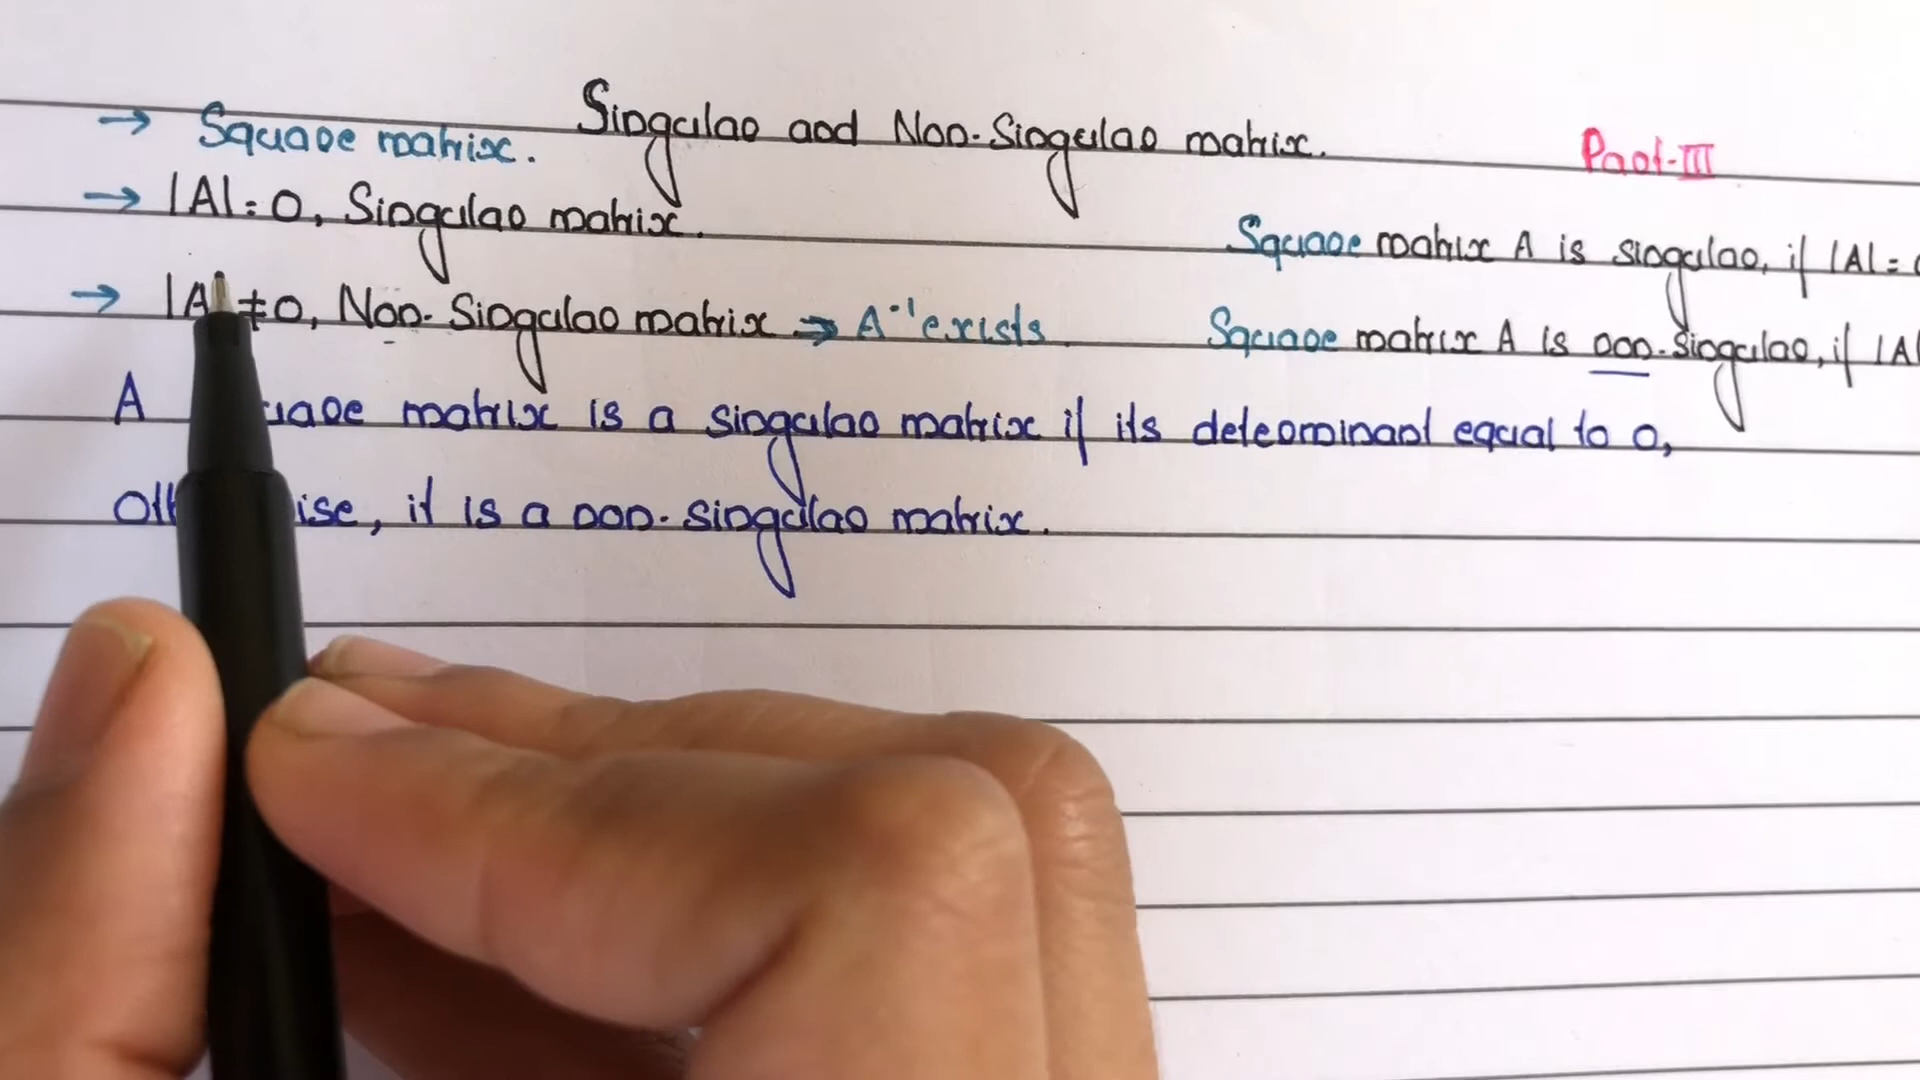 Singular and Non-Singular matrix.
Part-III
→ Square matrix.
→ |A| = 0, Singular matrix.
Square matrix A is singular, if |A| =
→ |A| ≠ 0, Non-Singular matrix ⇒ A⁻¹ exists.
Square matrix A is non-singular, if |A|
A matrix is a singular matrix if its determinant equal to 0,
it is a non-singular matrix.